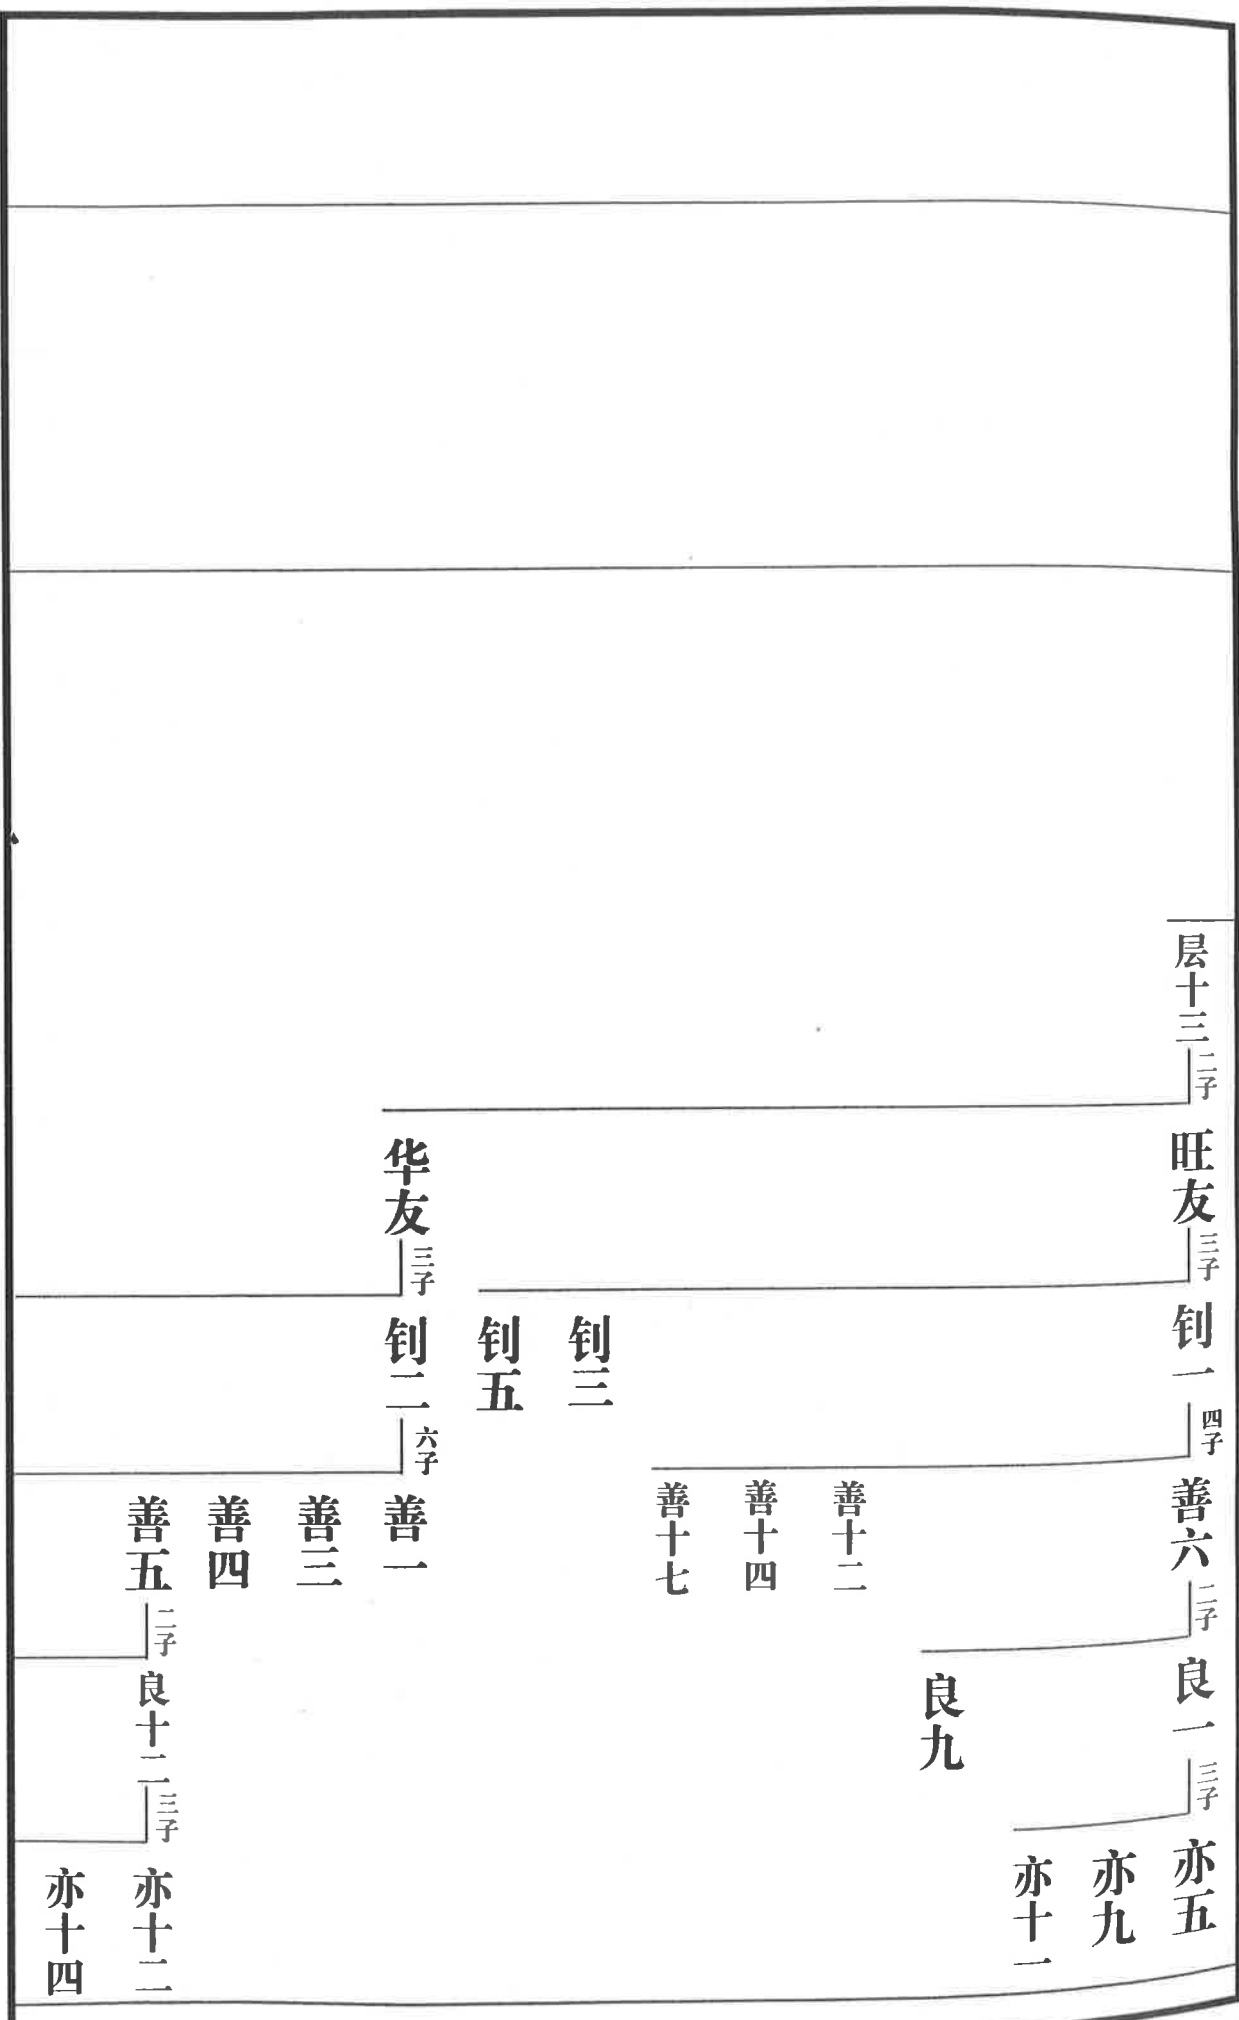 层十三
二子
旺友
三子
钊一
四子
善六
二子
良一
三子
亦五
亦九
亦十一
良九
善十二
善十四
善十七
钊三
钊五
华友
三子
钊二
六子
善一
善三
善四
善五
二子
良十二
三子
亦十二
亦十四